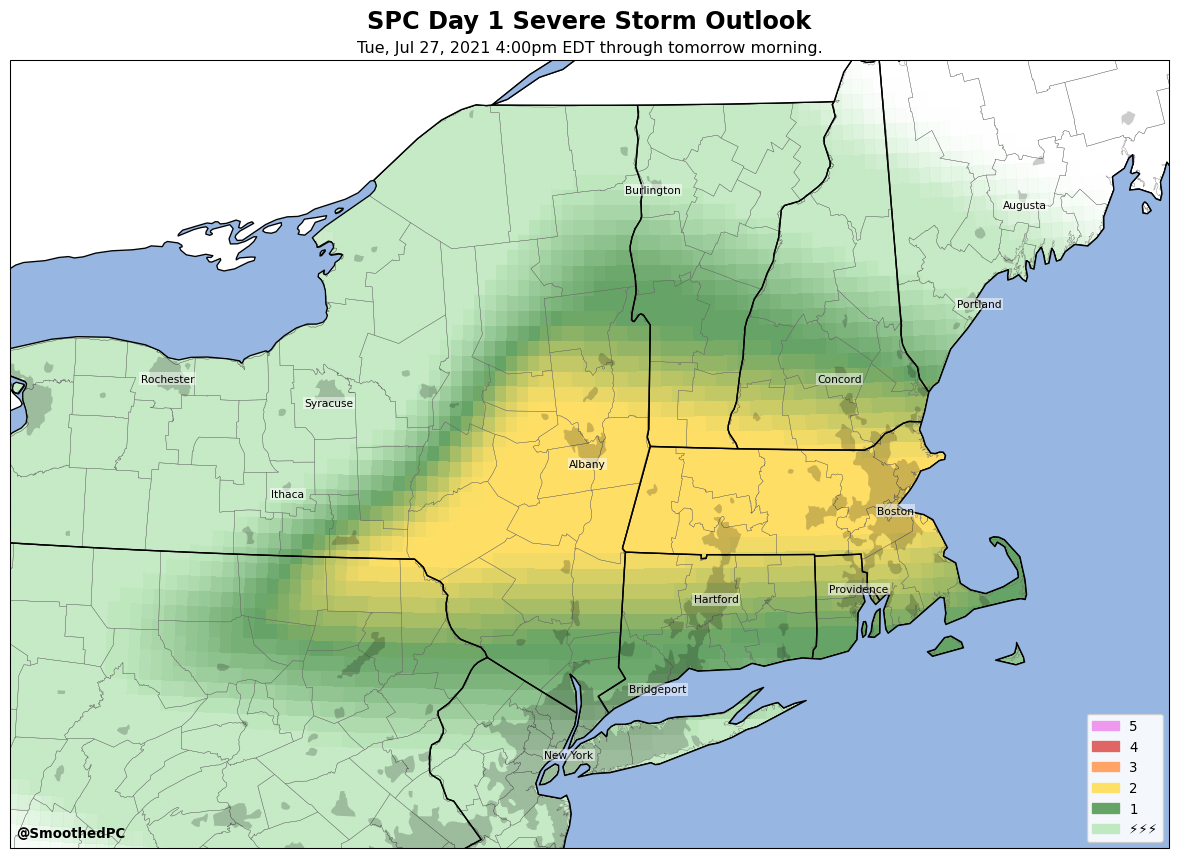 SPC Day 1 Severe Storm Outlook
Tue, Jul 27, 2021 4:00pm EDT through tomorrow morning.
Burlington
Augusta
Portland
Rochester
Concord
Syracuse
Albany
Ithaca
Boston
Providence
Hartford
Bridgeport
New York
5
4
3
2
1
⚡⚡⚡
@SmoothedPC